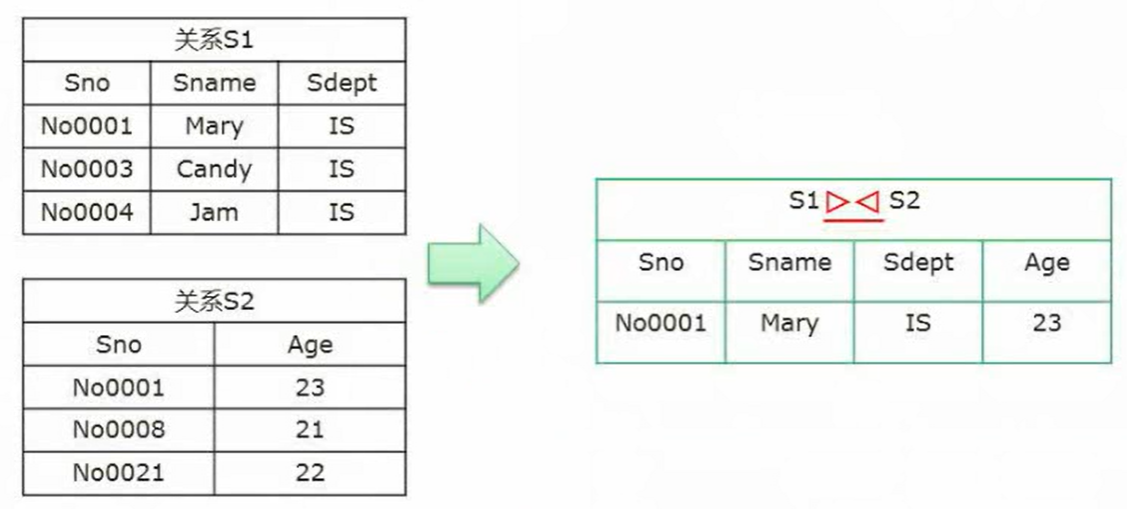 关系S1
Sno Sname Sdept
No0001 Mary IS
No0003 Candy IS
No0004 Jam IS
关系S2
Sno Age
No0001 23
No0008 21
No0021 22
S1 ▷◁ S2
Sno Sname Sdept Age
No0001 Mary IS 23